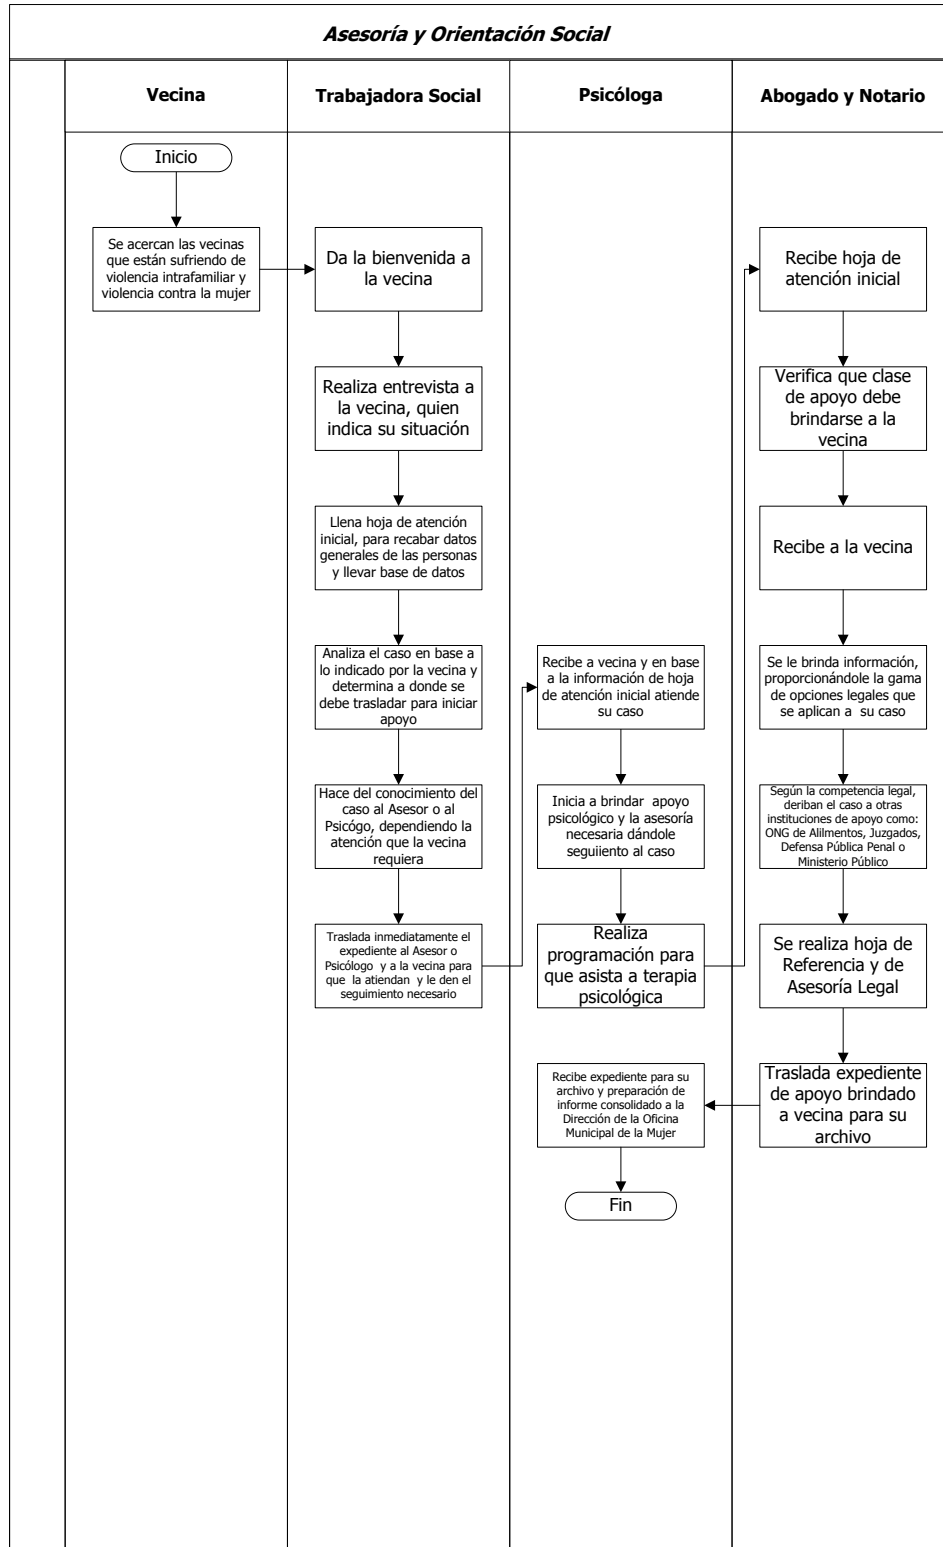 Asesoría y Orientación Social
Vecina
Trabajadora Social
Psicóloga
Abogado y Notario
Inicio
Se acercan las vecinas
que están sufriendo de
violencia intrafamiliar y
violencia contra la mujer
Da la bienvenida a
la vecina
Realiza entrevista a
la vecina, quien
indica su situación
Llena hoja de atención
inicial, para recabar datos
generales de las personas
y llevar base de datos
Analiza el caso en base a
lo indicado por la vecina y
determina a donde se
debe trasladar para iniciar
apoyo
Hace del conocimiento del
caso al Asesor o al
Psicógo, dependiendo la
atención que la vecina
requiera
Traslada inmediatamente el
expediente al Asesor o
Psicólogo y a la vecina para
que la atiendan y le den el
seguimiento necesario
Recibe a vecina y en base
a la información de hoja
de atención inicial atiende
su caso
Inicia a brindar apoyo
psicológico y la asesoría
necesaria dándole
seguiiento al caso
Realiza
programación para
que asista a terapia
psicológica
Recibe hoja de
atención inicial
Verifica que clase
de apoyo debe
brindarse a la
vecina
Recibe a la vecina
Se le brinda información,
proporcionándole la gama
de opciones legales que
se aplican a su caso
Según la competencia legal,
deriban el caso a otras
instituciones de apoyo como:
ONG de Alilmentos, Juzgados,
Defensa Pública Penal o
Ministerio Público
Se realiza hoja de
Referencia y de
Asesoría Legal
Traslada expediente
de apoyo brindado
a vecina para su
archivo
Recibe expediente para su
archivo y preparación de
informe consolidado a la
Dirección de la Oficina
Municipal de la Mujer
Fin